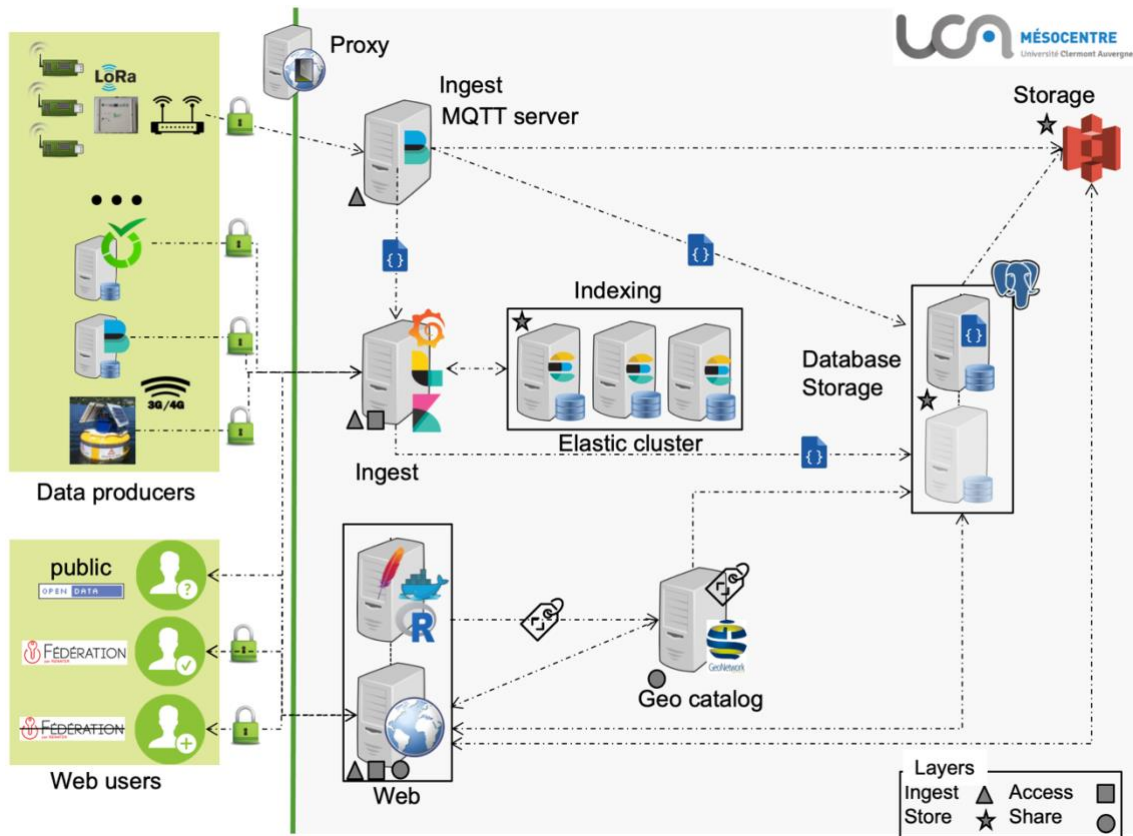 Proxy
UCA
MÉSOCENTRE
Université Clermont Auvergne
LoRa
Ingest
MQTT server
Storage
{ }
{ }
Indexing
{ }
Database
Storage
3G/4G
Elastic cluster
{ }
Ingest
Data producers
public
OPEN DATA
?
R
FÉDÉRATION
GeoNetwork
Geo catalog
FÉDÉRATION
Web users
Web
Layers
Ingest
Access
Store
Share